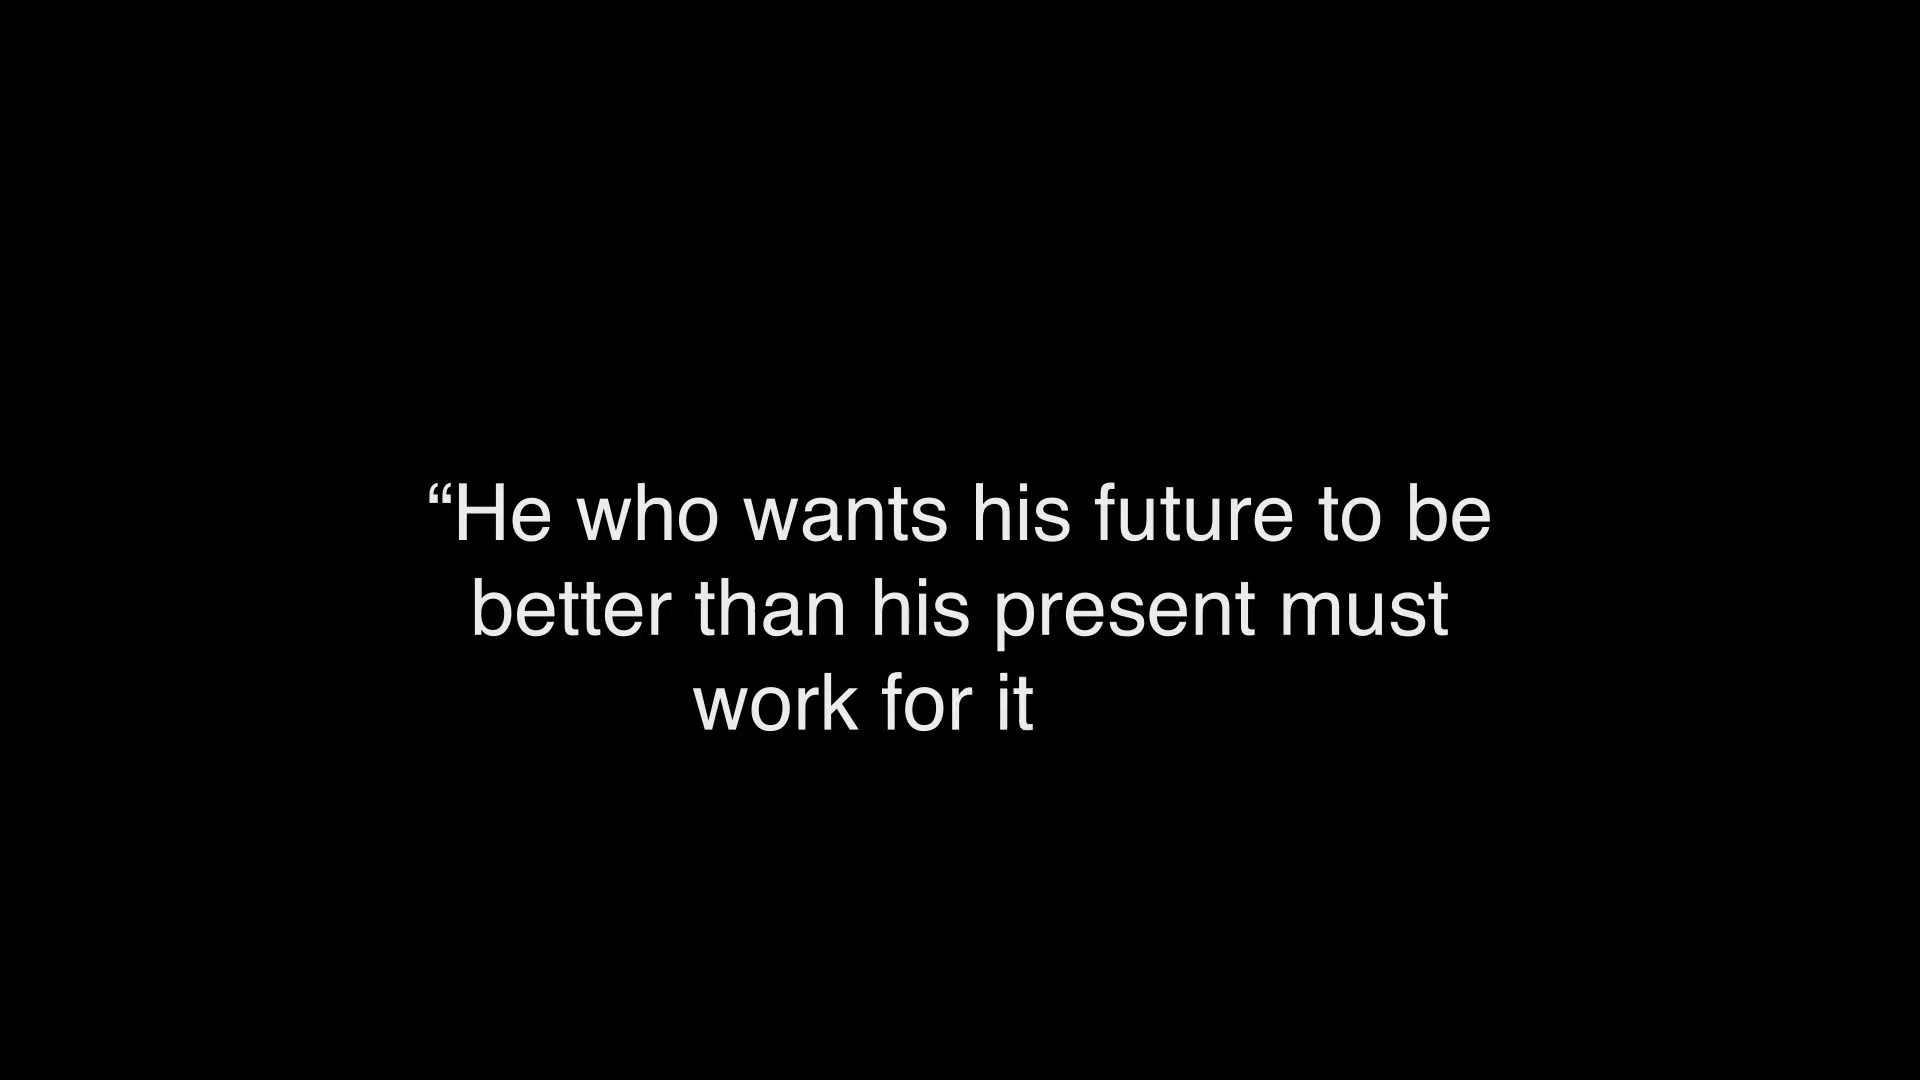 “He who wants his future to be
better than his present must
work for it